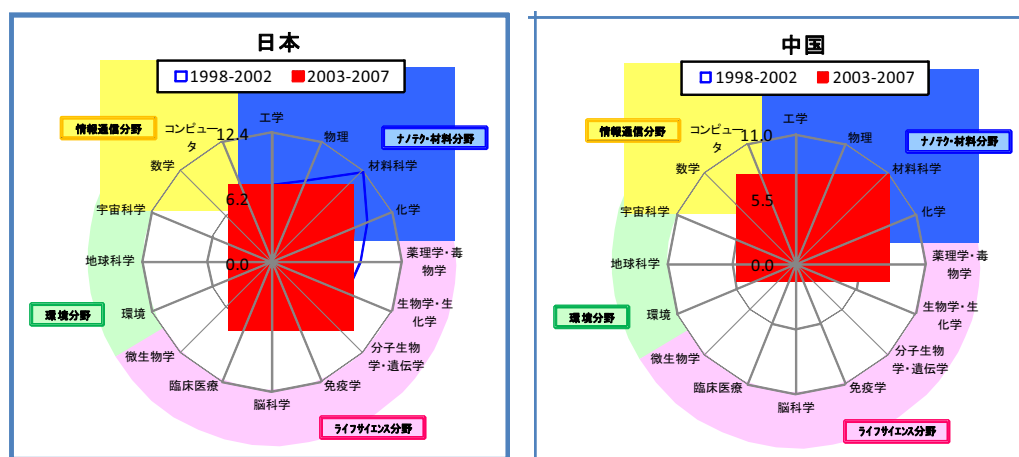 日本
1998-2002 2003-2007
情報通信分野
ナノテク・材料分野
環境分野
ライフサイエンス分野
12.4
6.2
0.0
工学
物理
材料科学
化学
薬理学・毒
物学
生物学・生
化学
分子生物
学・遺伝学
免疫学
脳科学
臨床医療
微生物学
環境
地球科学
宇宙科学
数学
コンピュー
タ
中国
1998-2002 2003-2007
情報通信分野
ナノテク・材料分野
環境分野
ライフサイエンス分野
11.0
5.5
0.0
工学
物理
材料科学
化学
薬理学・毒
物学
生物学・生
化学
分子生物
学・遺伝学
免疫学
脳科学
臨床医療
微生物学
環境
地球科学
宇宙科学
数学
コンピュー
タ